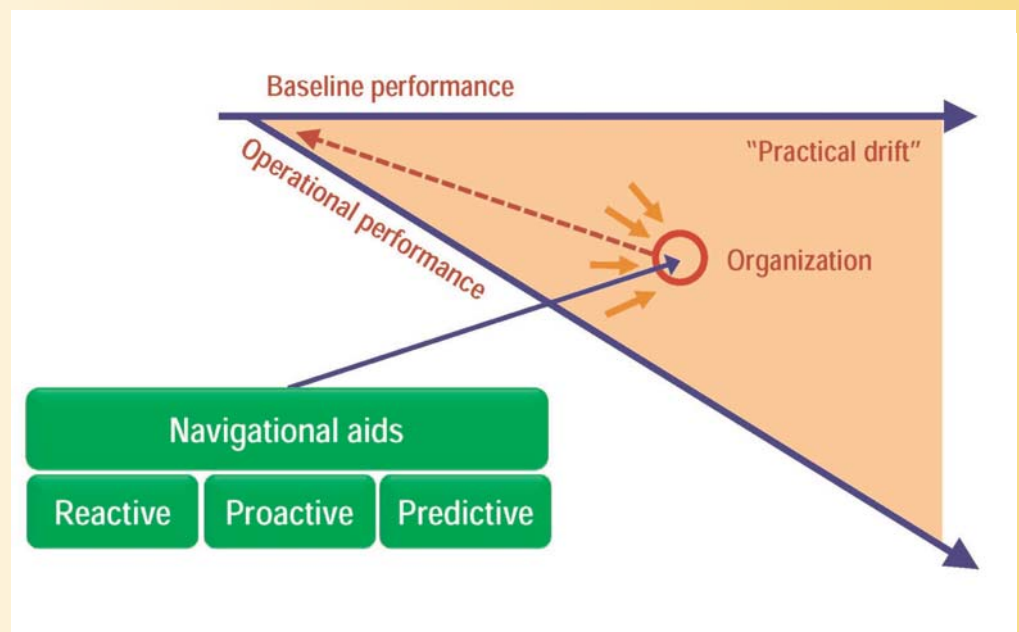 Baseline performance
"Practical drift"
Operational performance
Organization
Navigational aids
Reactive
Proactive
Predictive